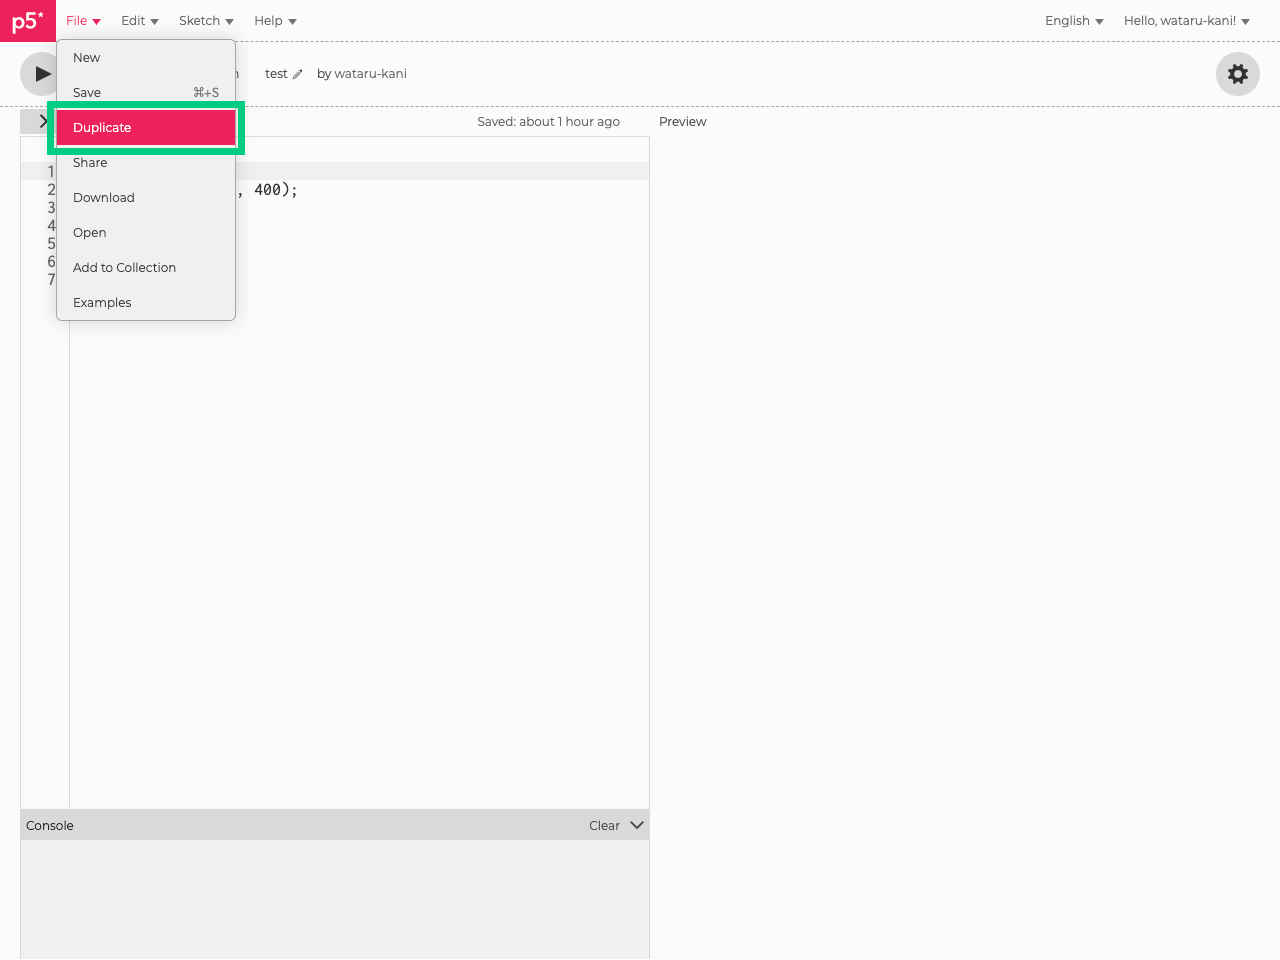 p5* File Edit Sketch Help English Hello, wataru-kani!
New
test by wataru-kani
Save ⌘+S
Duplicate
Saved: about 1 hour ago Preview
Share
1
2 , 400);
Download
3
4
Open
5
6
Add to Collection
7
Examples
Console Clear